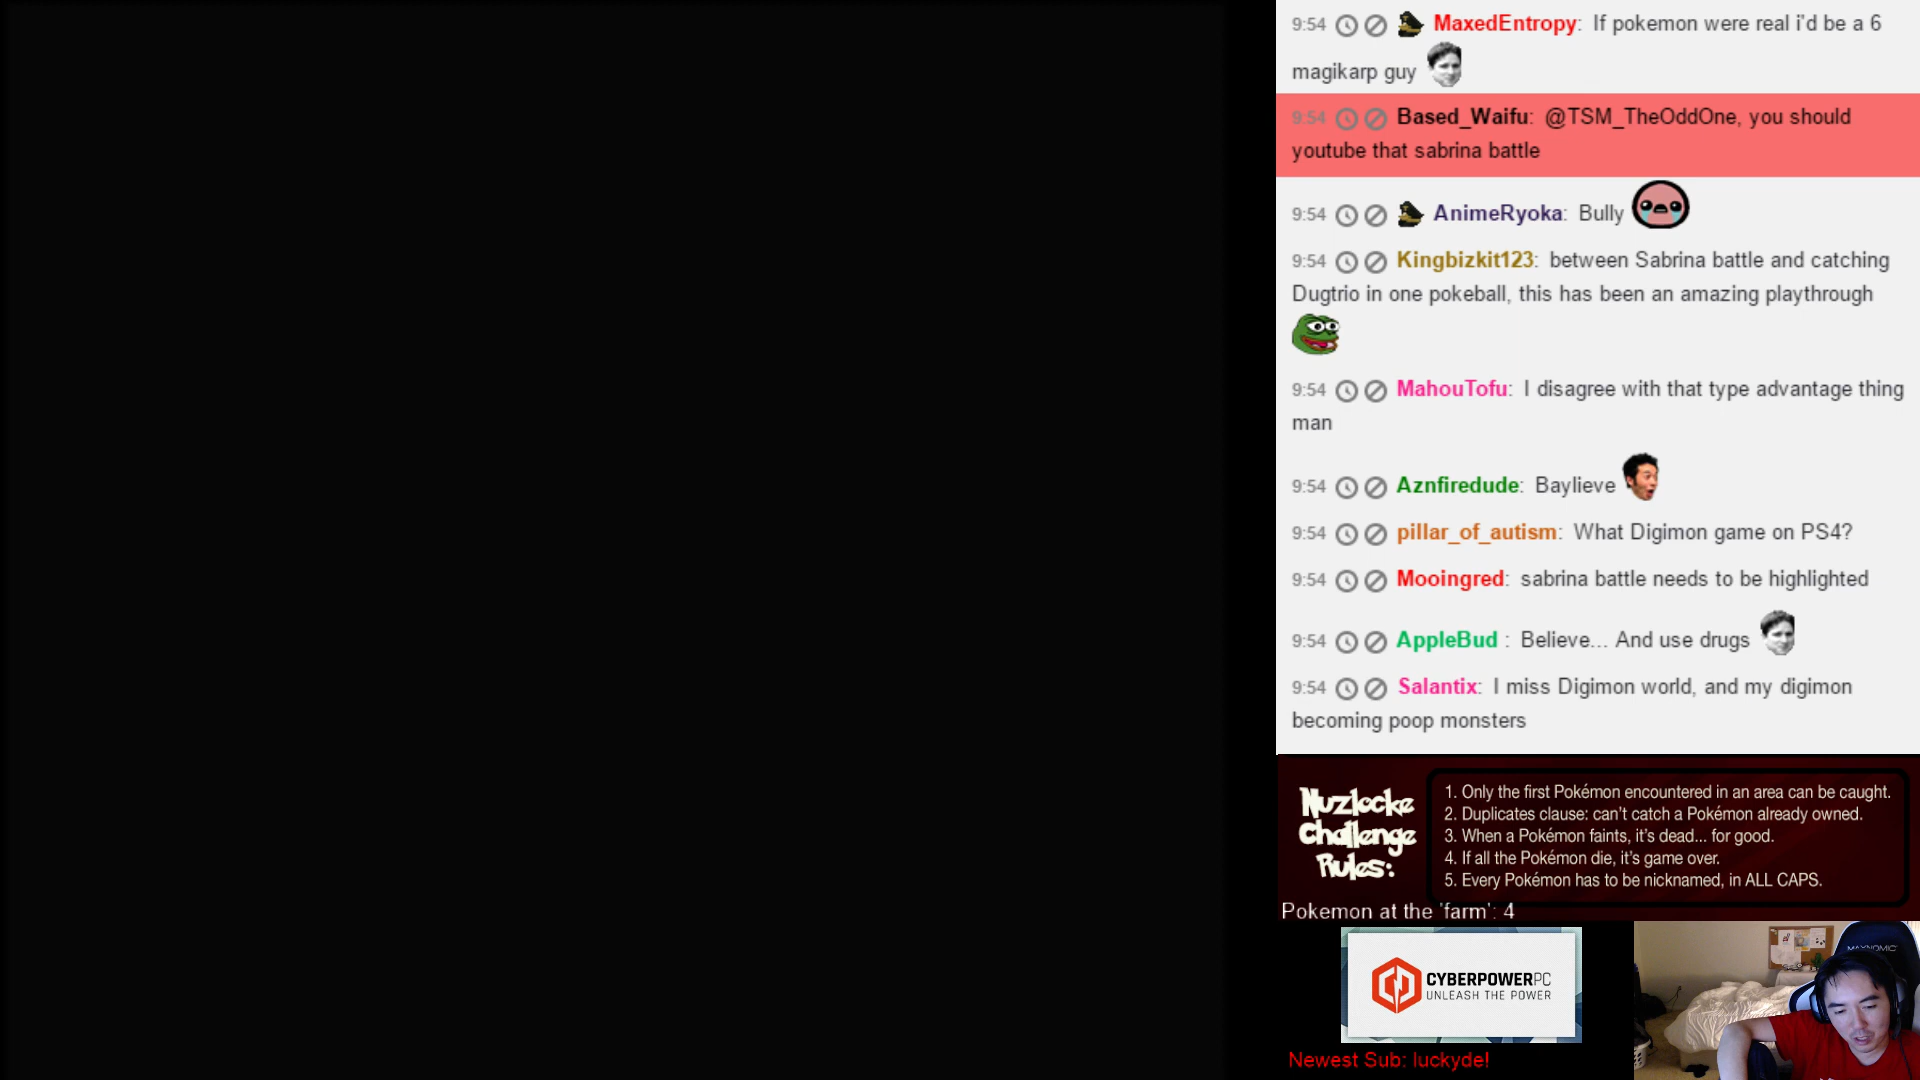 9:54 MaxedEntropy: If pokemon were real i'd be a 6
magikarp guy
9:54 Based_Waifu: @TSM_TheOddOne, you should
youtube that sabrina battle
9:54 AnimeRyoka: Bully
9:54 Kingbizkit123: between Sabrina battle and catching
Dugtrio in one pokeball, this has been an amazing playthrough
9:54 MahouTofu: I disagree with that type advantage thing
man
9:54 Aznfiredude: Baylieve
9:54 pillar_of_autism: What Digimon game on PS4?
9:54 Mooingred: sabrina battle needs to be highlighted
9:54 AppleBud : Believe... And use drugs
9:54 Salantix: I miss Digimon world, and my digimon
becoming poop monsters
Nuzlocke
Challenge
Rules:
1. Only the first Pokémon encountered in an area can be caught.
2. Duplicates clause: can't catch a Pokémon already owned.
3. When a Pokémon faints, it's dead... for good.
4. If all the Pokémon die, it's game over.
5. Every Pokémon has to be nicknamed, in ALL CAPS.
Pokemon at the 'farm': 4
CYBERPOWERPC
UNLEASH THE POWER
MAXNOMIC
Newest Sub: luckyde!